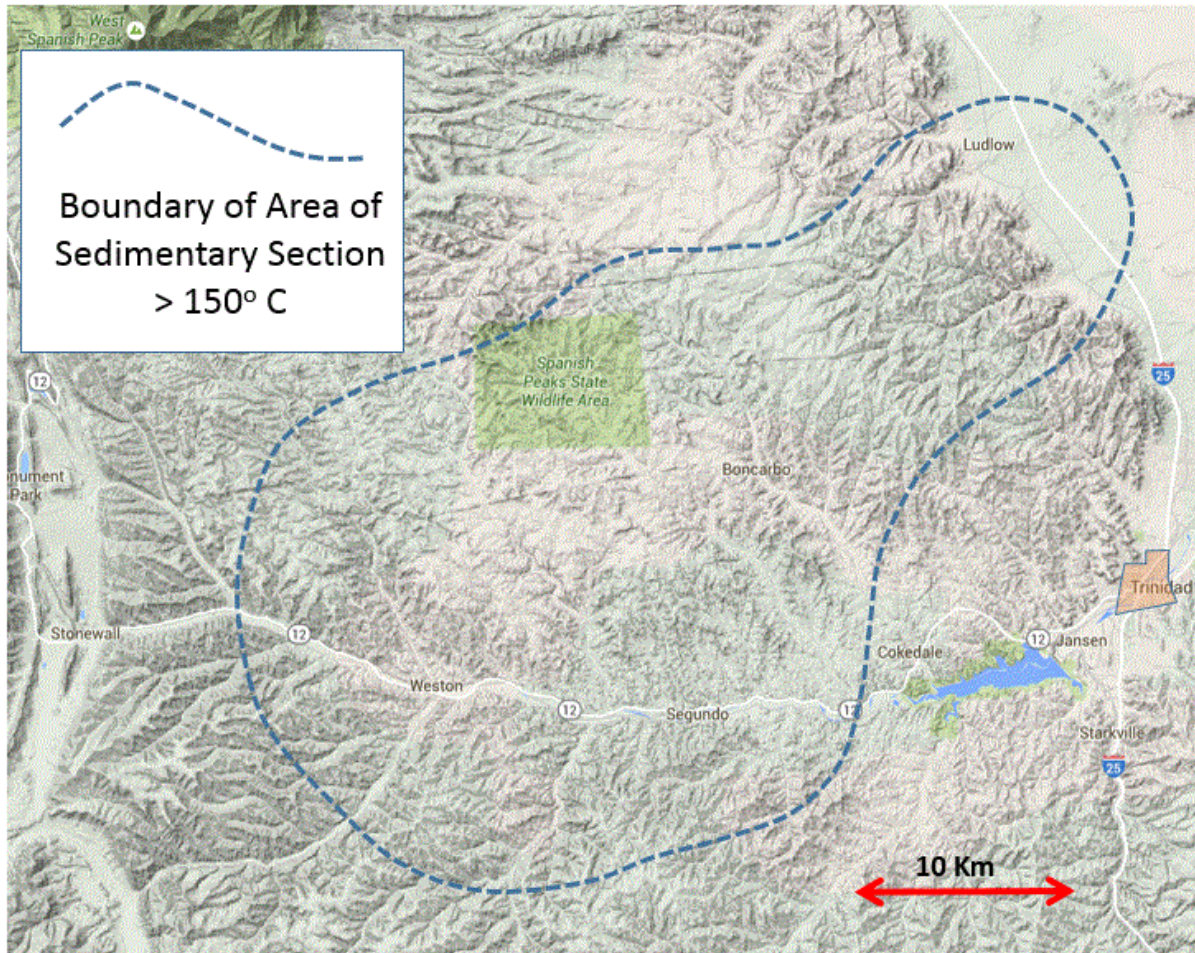 West
Spanish Peak
Boundary of Area of
Sedimentary Section
> 150° C
Ludlow
12
25
Spanish
Peaks State
Wildlife Area
Boncarbo
onument
Park
Trinidad
Stonewall
12
12
Jansen
Cokedale
Weston
12
Segundo
12
Starkville
25
10 Km